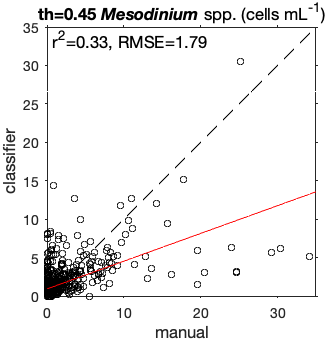 th=0.45 Mesodinium spp. (cells mL⁻¹)
r²=0.33, RMSE=1.79
35
30
25
20
15
10
5
0
classifier
0 10 20 30
manual